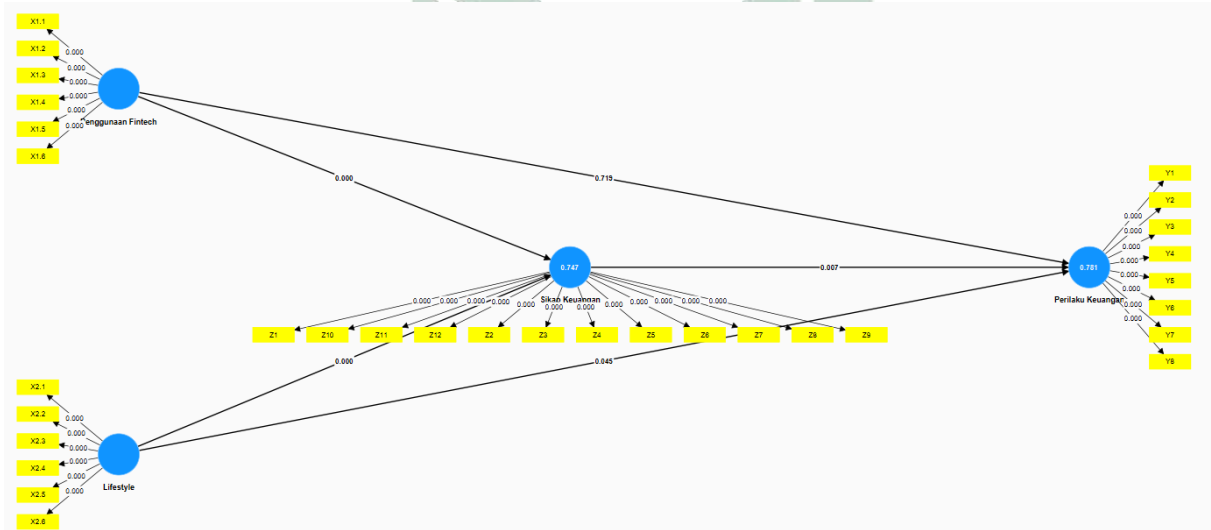 X1.1
X1.2
X1.3
X1.4
X1.5
X1.6
0.000
0.000
0.000
0.000
0.000
0.000
Penggunaan Fintech
0.000
0.719
Y1
Y2
Y3
Y4
Y5
Y6
Y7
Y8
0.000
0.000
0.000
0.000
0.000
0.000
0.000
0.000
0.781
Perilaku Keuangan
0.747
0.007
Sikap Keuangan
0.000
0.000
0.000
0.000
0.000
0.000
0.000
0.000
0.000
0.000
0.000
0.000
Z1
Z10
Z11
Z12
Z2
Z3
Z4
Z5
Z6
Z7
Z8
Z9
0.000
0.045
X2.1
X2.2
X2.3
X2.4
X2.5
X2.6
0.000
0.000
0.000
0.000
0.000
0.000
Lifestyle